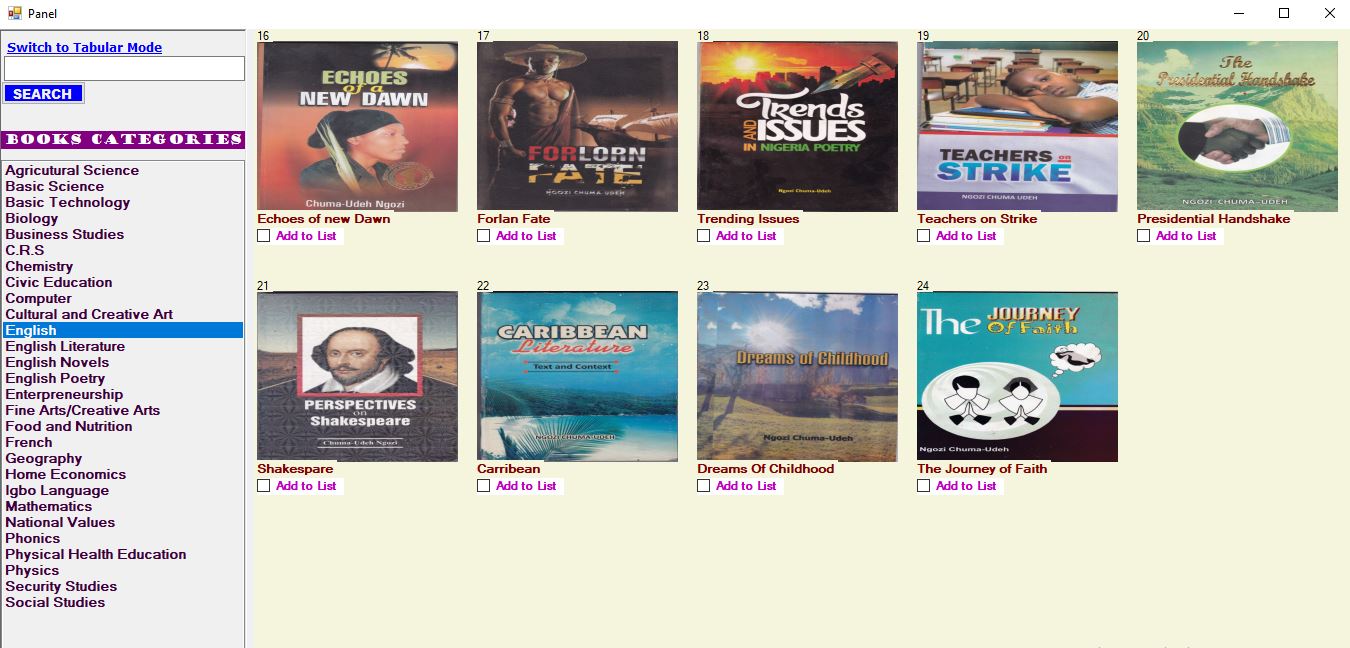 Panel
Switch to Tabular Mode
SEARCH
BOOKS CATEGORIES
Agricutural Science
Basic Science
Basic Technology
Biology
Business Studies
C.R.S
Chemistry
Civic Education
Computer
Cultural and Creative Art
English
English Literature
English Novels
English Poetry
Enterpreneurship
Fine Arts/Creative Arts
Food and Nutrition
French
Geography
Home Economics
Igbo Language
Mathematics
National Values
Phonics
Physical Health Education
Physics
Security Studies
Social Studies
16
ECHOES
of a
NEW DAWN
Chuma-Udeh Ngozi
Echoes of new Dawn
Add to List
17
FORLORN
FATE
NGOZI CHUMA-UDEH
Forlan Fate
Add to List
18
Trends
AND ISSUES
IN NIGERIA POETRY
Ngozi Chuma-Udeh
Trending Issues
Add to List
19
TEACHERS on
STRIKE
NGOZI CHUMA UDEH
Teachers on Strike
Add to List
20
The
Presidential Handshake
NGOZI CHUMA-UDEH
Presidential Handshake
Add to List
21
PERSPECTIVES
on
Shakespeare
Chuma-Udeh Ngozi
Shakespare
Add to List
22
CARIBBEAN
Literature
Text and Context
NGOZI CHUMA-UDEH
Carribean
Add to List
23
Dreams of Childhood
Ngozi Chuma-Udeh
Dreams Of Childhood
Add to List
24
The JOURNEY
Of Faith
Ngozi Chuma-Udeh
The Journey of Faith
Add to List